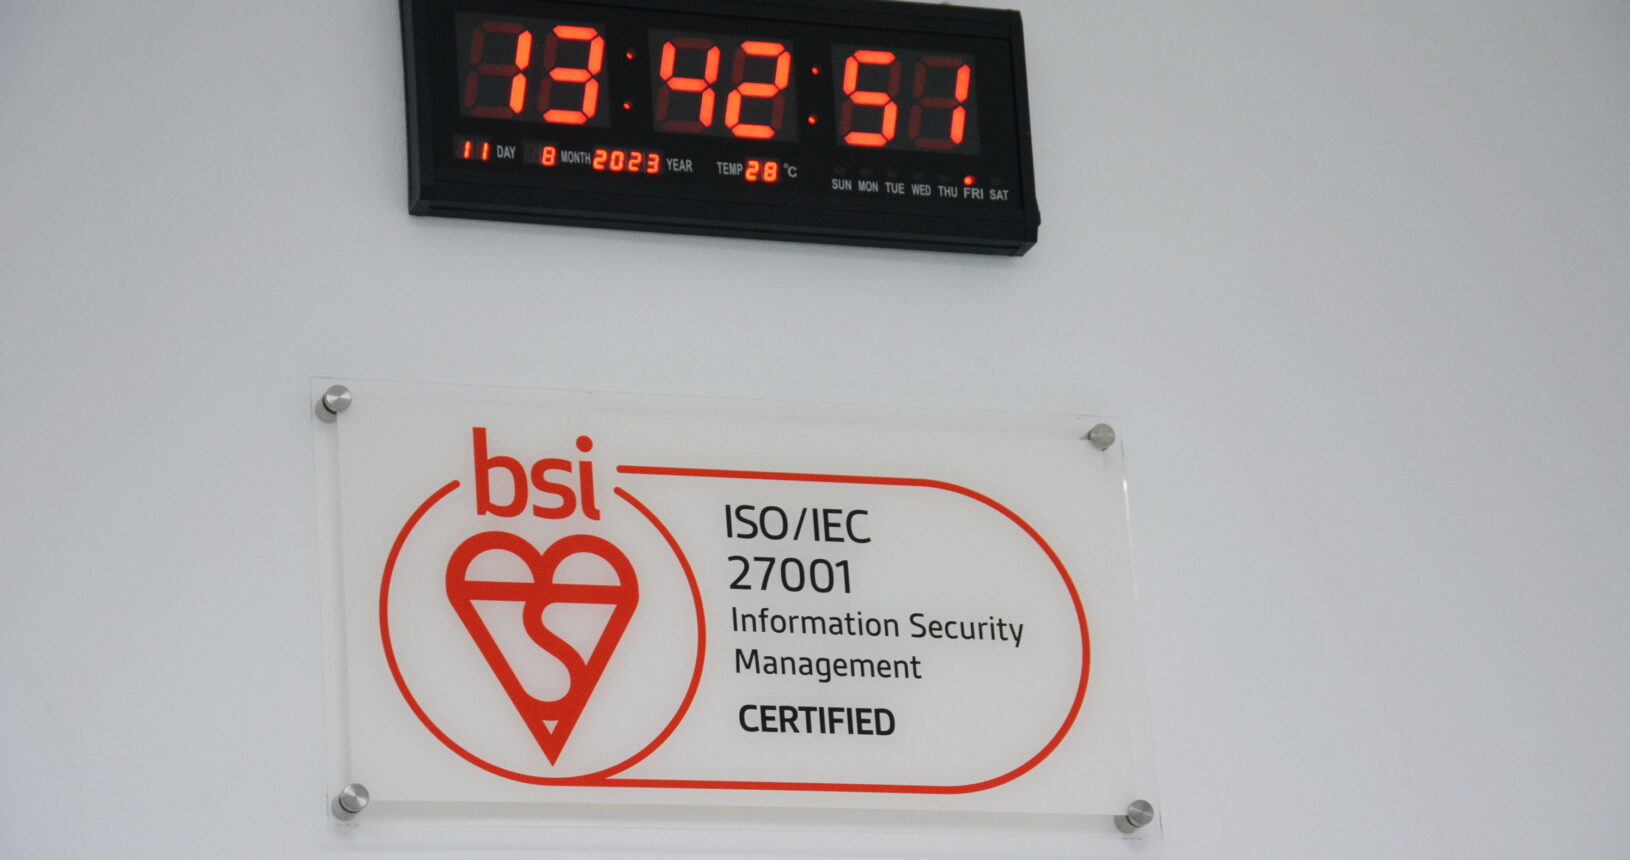 13:42:51
11 DAY 8 MONTH 2023 YEAR TEMP 28 °C
SUN MON TUE WED THU FRI SAT
bsi
ISO/IEC
27001
Information Security
Management
CERTIFIED